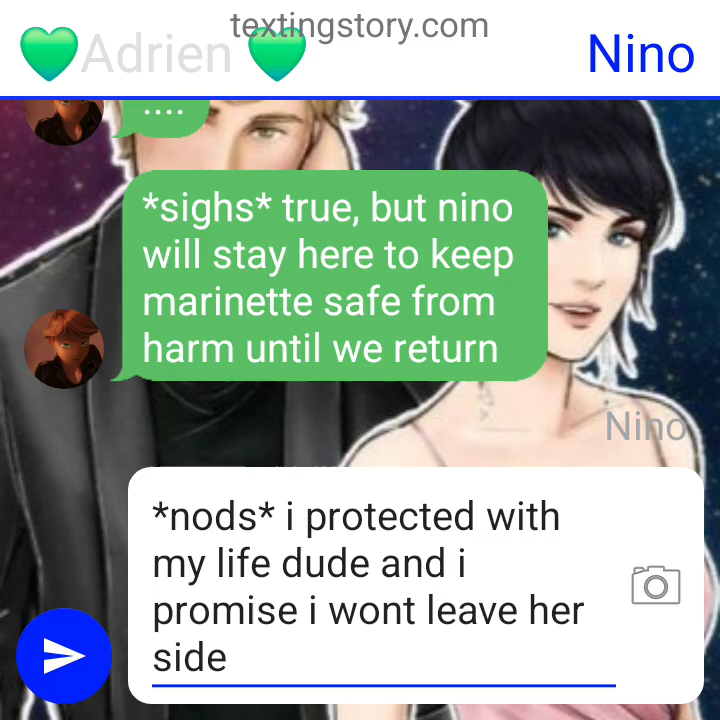 textingstory.com
💚Adrien 💚
Nino
....
*sighs* true, but nino
will stay here to keep
marinette safe from
harm until we return
Nino
*nods* i protected with
my life dude and i
promise i wont leave her
side